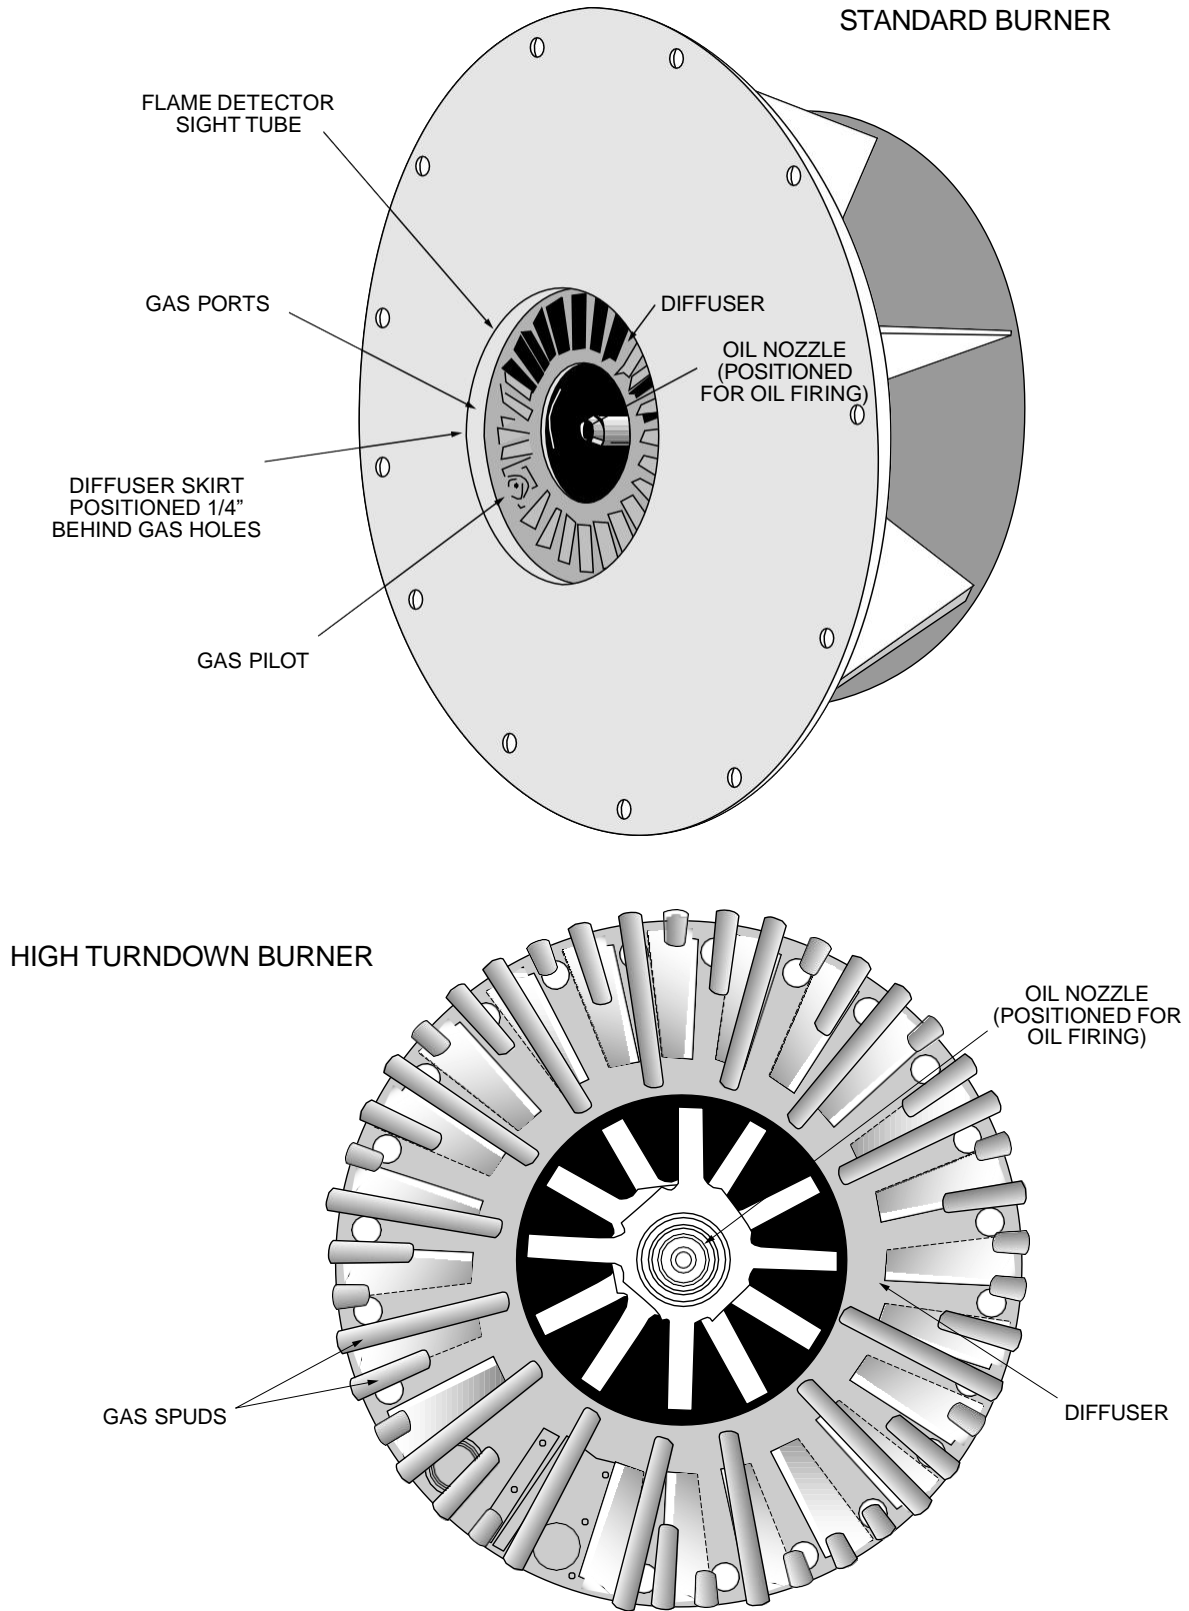 STANDARD BURNER
FLAME DETECTOR
SIGHT TUBE
GAS PORTS
DIFFUSER
OIL NOZZLE
(POSITIONED
FOR OIL FIRING)
DIFFUSER SKIRT
POSITIONED 1/4”
BEHIND GAS HOLES
GAS PILOT
HIGH TURNDOWN BURNER
OIL NOZZLE
(POSITIONED FOR
OIL FIRING)
GAS SPUDS
DIFFUSER